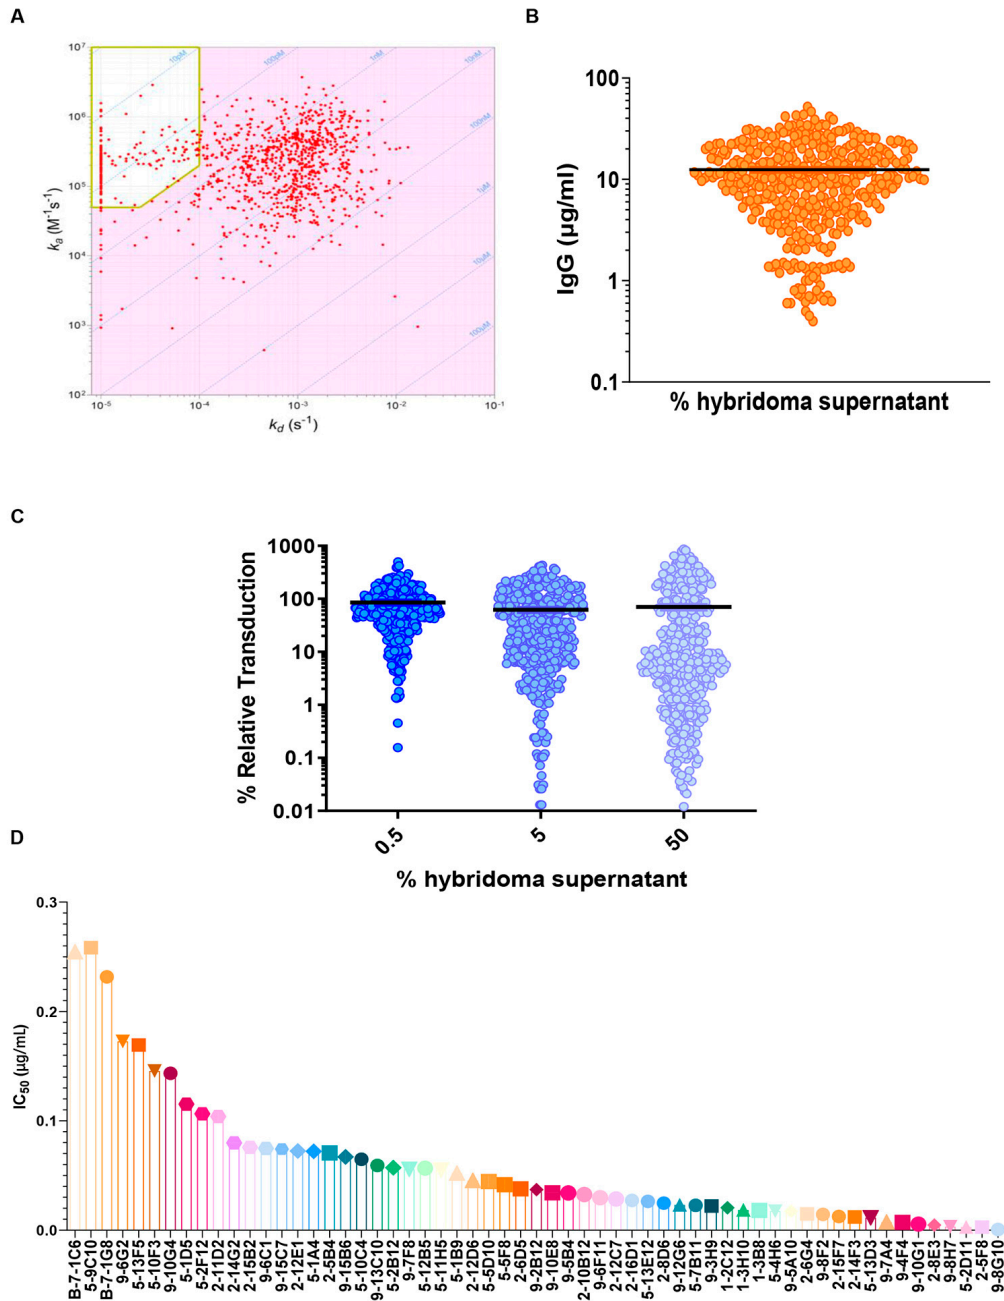 A
B
10⁷
10⁶
10⁵
10⁴
10³
10²
kₐ (M⁻¹s⁻¹)
10pM
100pM
1nM
10nM
100nM
1µM
10µM
100µM
10⁻⁵
10⁻⁴
10⁻³
10⁻²
10⁻¹
k_d (s⁻¹)
100
10
1
0.1
IgG (µg/ml)
% hybridoma supernatant
C
1000
100
10
1
0.1
0.01
% Relative Transduction
0.5
5
50
% hybridoma supernatant
D
0.3
0.2
0.1
0.0
IC₅₀ (µg/mL)
B-7-1C6
5-9C10
B-7-1G8
9-6G2
5-13F5
5-10F3
9-10G4
5-1D5
5-2F12
2-11D2
2-14G2
2-15B2
9-6C1
9-15C7
2-12E1
5-1A4
2-5B4
9-15B6
5-10C4
9-13C10
5-2B12
9-7F8
5-12B5
5-11H5
5-1B9
2-12D6
5-5D10
5-5F8
2-6D5
9-2B12
9-10E8
9-5B4
2-10B12
9-6F11
2-12C7
2-16D1
5-13E12
2-8D6
9-12G6
5-7B11
9-3H9
1-2C12
1-3H10
1-3B8
5-4H6
9-5A10
2-6G4
9-8F2
2-15F7
2-14F3
5-13D3
9-7A4
9-4F4
9-10G1
2-8E3
9-8H7
5-2D11
2-5F8
9-8G10